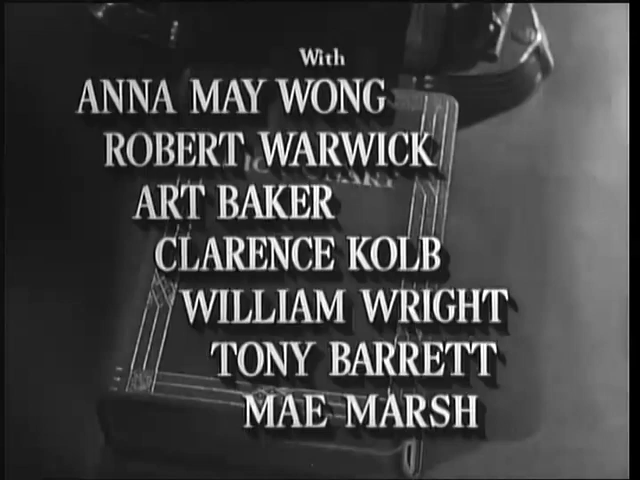 With
ANNA MAY WONG
ROBERT WARWICK
ART BAKER
CLARENCE KOLB
WILLIAM WRIGHT
TONY BARRETT
MAE MARSH